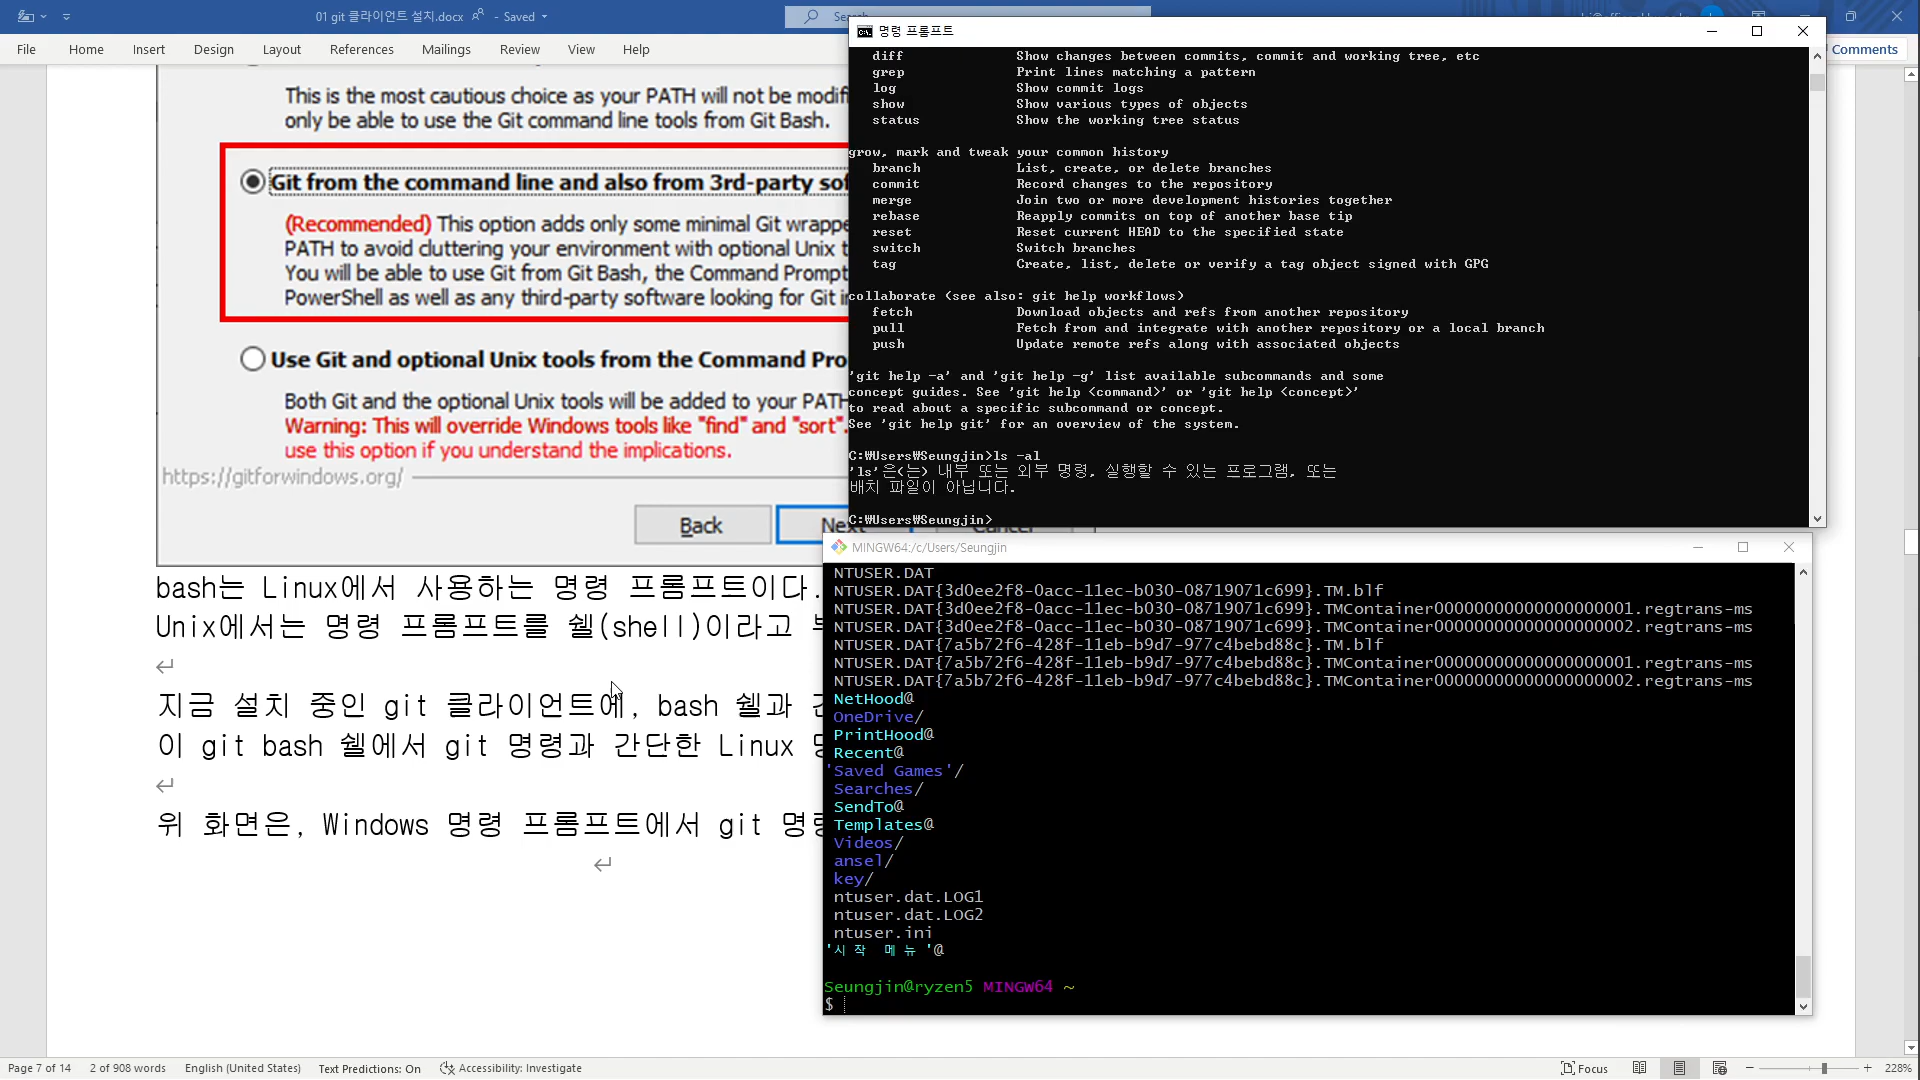 01 git 클라이언트 설치.docx
- Saved
File Home Insert Design Layout References Mailings Review View Help
Comments
This is the most cautious choice as your PATH will not be modifi
only be able to use the Git command line tools from Git Bash.
Git from the command line and also from 3rd-party sof
(Recommended) This option adds only some minimal Git wrappe
PATH to avoid cluttering your environment with optional Unix t
You will be able to use Git from Git Bash, the Command Prompt
PowerShell as well as any third-party software looking for Git i
Use Git and optional Unix tools from the Command Pro
Both Git and the optional Unix tools will be added to your PATH
Warning: This will override Windows tools like "find" and "sort".
use this option if you understand the implications.
https://gitforwindows.org/
Back Next Cancel
bash는 Linux에서 사용하는 명령 프롬프트이다.
Unix에서는 명령 프롬프트를 쉘(shell)이라고
지금 설치 중인 git 클라이언트에, bash 쉘과
이 git bash 쉘에서 git 명령과 간단한 Linux
위 화면은, Windows 명령 프롬프트에서 git 명령
명령 프롬프트
diff Show changes between commits, commit and working tree, etc
grep Print lines matching a pattern
log Show commit logs
show Show various types of objects
status Show the working tree status
grow, mark and tweak your common history
branch List, create, or delete branches
commit Record changes to the repository
merge Join two or more development histories together
rebase Reapply commits on top of another base tip
reset Reset current HEAD to the specified state
switch Switch branches
tag Create, list, delete or verify a tag object signed with GPG
collaborate (see also: git help workflows)
fetch Download objects and refs from another repository
pull Fetch from and integrate with another repository or a local branch
push Update remote refs along with associated objects
'git help -a' and 'git help -g' list available subcommands and some
concept guides. See 'git help <command>' or 'git help <concept>'
to read about a specific subcommand or concept.
See 'git help git' for an overview of the system.
C:₩Users₩Seungjin>ls -al
'ls'은(는) 내부 또는 외부 명령, 실행할 수 있는 프로그램, 또는
배치 파일이 아닙니다.
C:₩Users₩Seungjin>
MINGW64:/c/Users/Seungjin
NTUSER.DAT
NTUSER.DAT{3d0ee2f8-0acc-11ec-b030-08719071c699}.TM.blf
NTUSER.DAT{3d0ee2f8-0acc-11ec-b030-08719071c699}.TMContainer00000000000000000001.regtrans-ms
NTUSER.DAT{3d0ee2f8-0acc-11ec-b030-08719071c699}.TMContainer00000000000000000002.regtrans-ms
NTUSER.DAT{7a5b72f6-428f-11eb-b9d7-977c4bebd88c}.TM.blf
NTUSER.DAT{7a5b72f6-428f-11eb-b9d7-977c4bebd88c}.TMContainer00000000000000000001.regtrans-ms
NTUSER.DAT{7a5b72f6-428f-11eb-b9d7-977c4bebd88c}.TMContainer00000000000000000002.regtrans-ms
NetHood@
OneDrive/
PrintHood@
Recent@
'Saved Games'/
Searches/
SendTo@
Templates@
Videos/
ansel/
key/
ntuser.dat.LOG1
ntuser.dat.LOG2
ntuser.ini
'시작 메뉴'@
Seungjin@ryzen5 MINGW64 ~
$
Page 7 of 14 2 of 908 words English (United States) Text Predictions: On Accessibility: Investigate Focus 228%